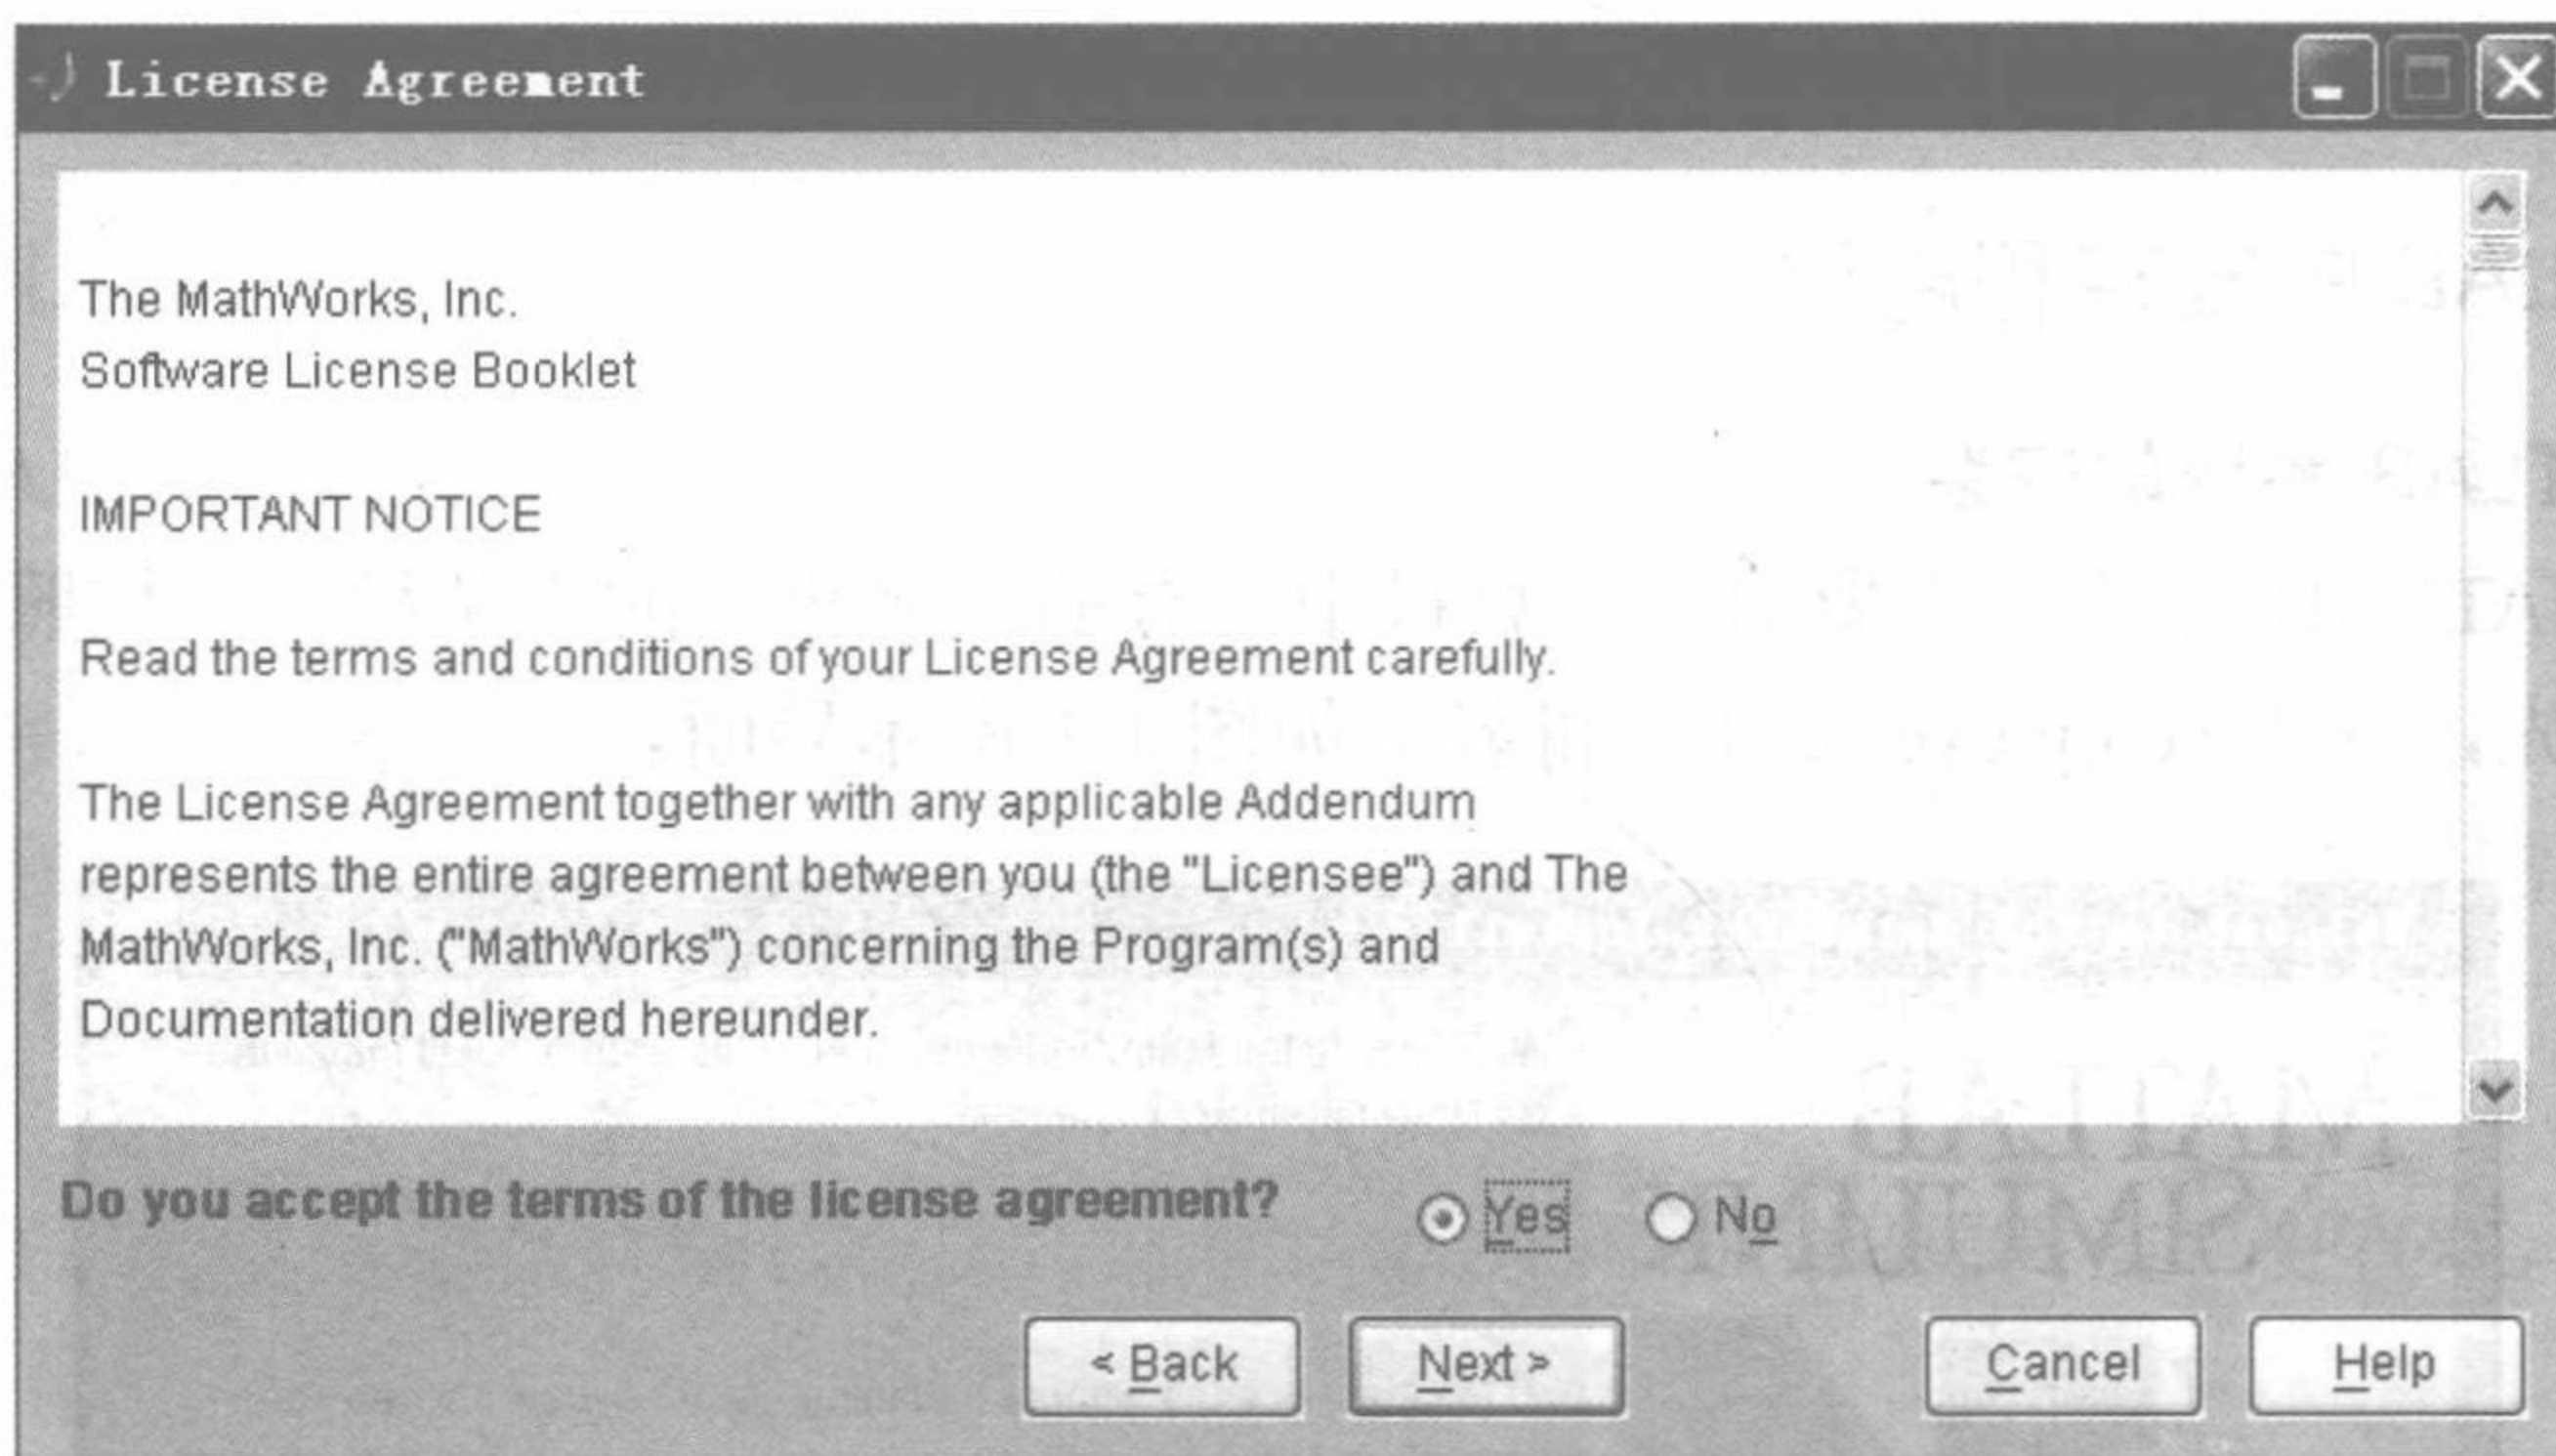 License Agreement
The MathWorks, Inc.
Software License Booklet
IMPORTANT NOTICE
Read the terms and conditions of your License Agreement carefully.
The License Agreement together with any applicable Addendum
represents the entire agreement between you (the "Licensee") and The
MathWorks, Inc. ("MathWorks") concerning the Program(s) and
Documentation delivered hereunder.
Do you accept the terms of the license agreement? Yes No
< Back Next > Cancel Help